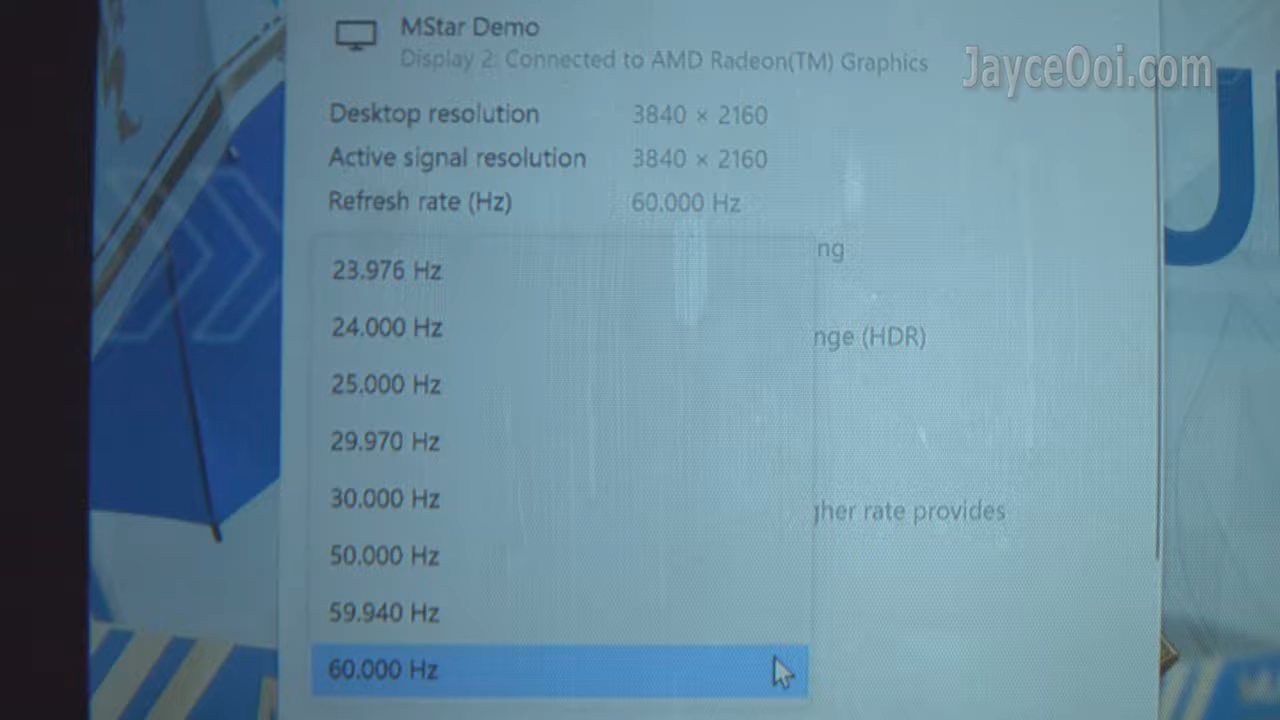 MStar Demo
Display 2: Connected to AMD Radeon(TM) Graphics
JayceOoi.com
Desktop resolution 3840 × 2160
Active signal resolution 3840 × 2160
Refresh rate (Hz) 60.000 Hz
ng
23.976 Hz
24.000 Hz
nge (HDR)
25.000 Hz
29.970 Hz
30.000 Hz
gher rate provides
50.000 Hz
59.940 Hz
60.000 Hz